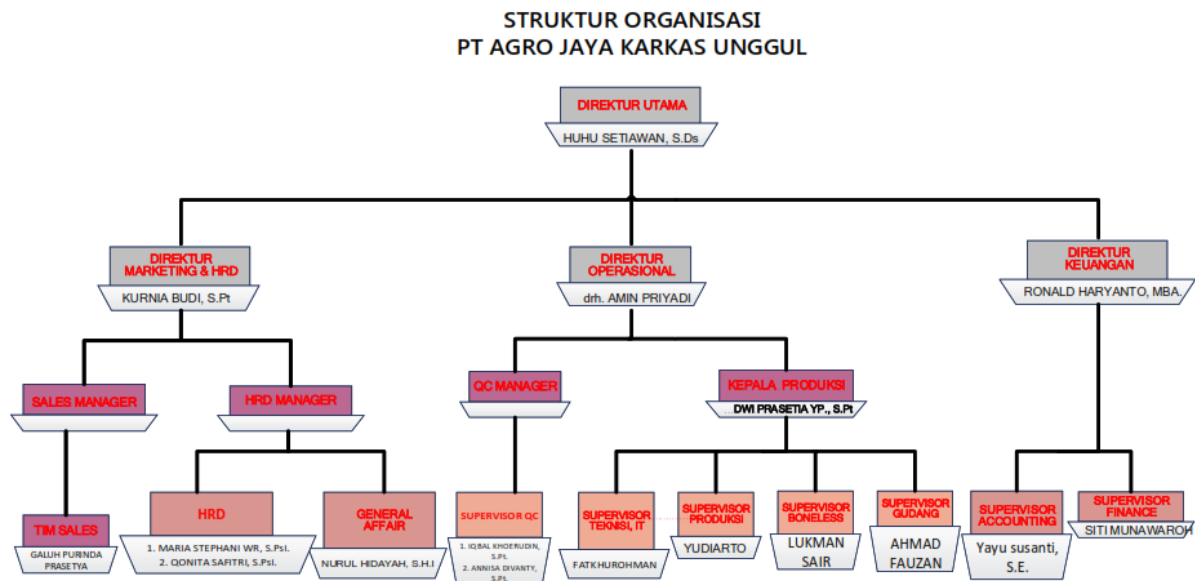 STRUKTUR ORGANISASI
PT AGRO JAYA KARKAS UNGGUL
DIREKTUR UTAMA
HUHU SETIAWAN, S.Ds
DIREKTUR
MARKETING & HRD
KURNIA BUDI, S.Pt
DIREKTUR
OPERASIONAL
drh. AMIN PRIYADI
DIREKTUR
KEUANGAN
RONALD HARYANTO, MBA.
SALES MANAGER
HRD MANAGER
QC MANAGER
KEPALA PRODUKSI
DWI PRASETIA YP., S.Pt
TIM SALES
GALUH PURINDA
PRASETYA
HRD
1. MARIA STEPHANI WR, S.Psi.
2. QONITA SAFITRI, S.Psi.
GENERAL
AFFAIR
NURUL HIDAYAH, S.H.I
SUPERVISOR QC
1. IQBAL KHOERUDIN,
S.Pt.
2. ANNISA DIVANTY,
S.Pt.
SUPERVISOR
TEKNISI, IT
FATKHUROHMAN
SUPERVISOR
PRODUKSI
YUDIARTO
SUPERVISOR
BONELESS
LUKMAN
SAIR
SUPERVISOR
GUDANG
AHMAD
FAUZAN
SUPERVISOR
ACCOUNTING
Yayu susanti,
S.E.
SUPERVISOR
FINANCE
SITI MUNAWAROH